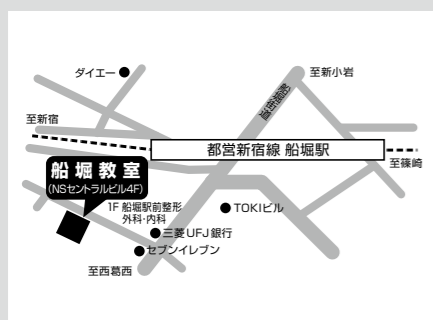 ダイエー
至新小岩
船堀街道
至新宿
都営新宿線 船堀駅
至篠崎
船堀教室
(NSセントラルビル4F)
1F 船堀駅前整形
外科・内科
TOKIビル
三菱UFJ銀行
セブンイレブン
至西葛西